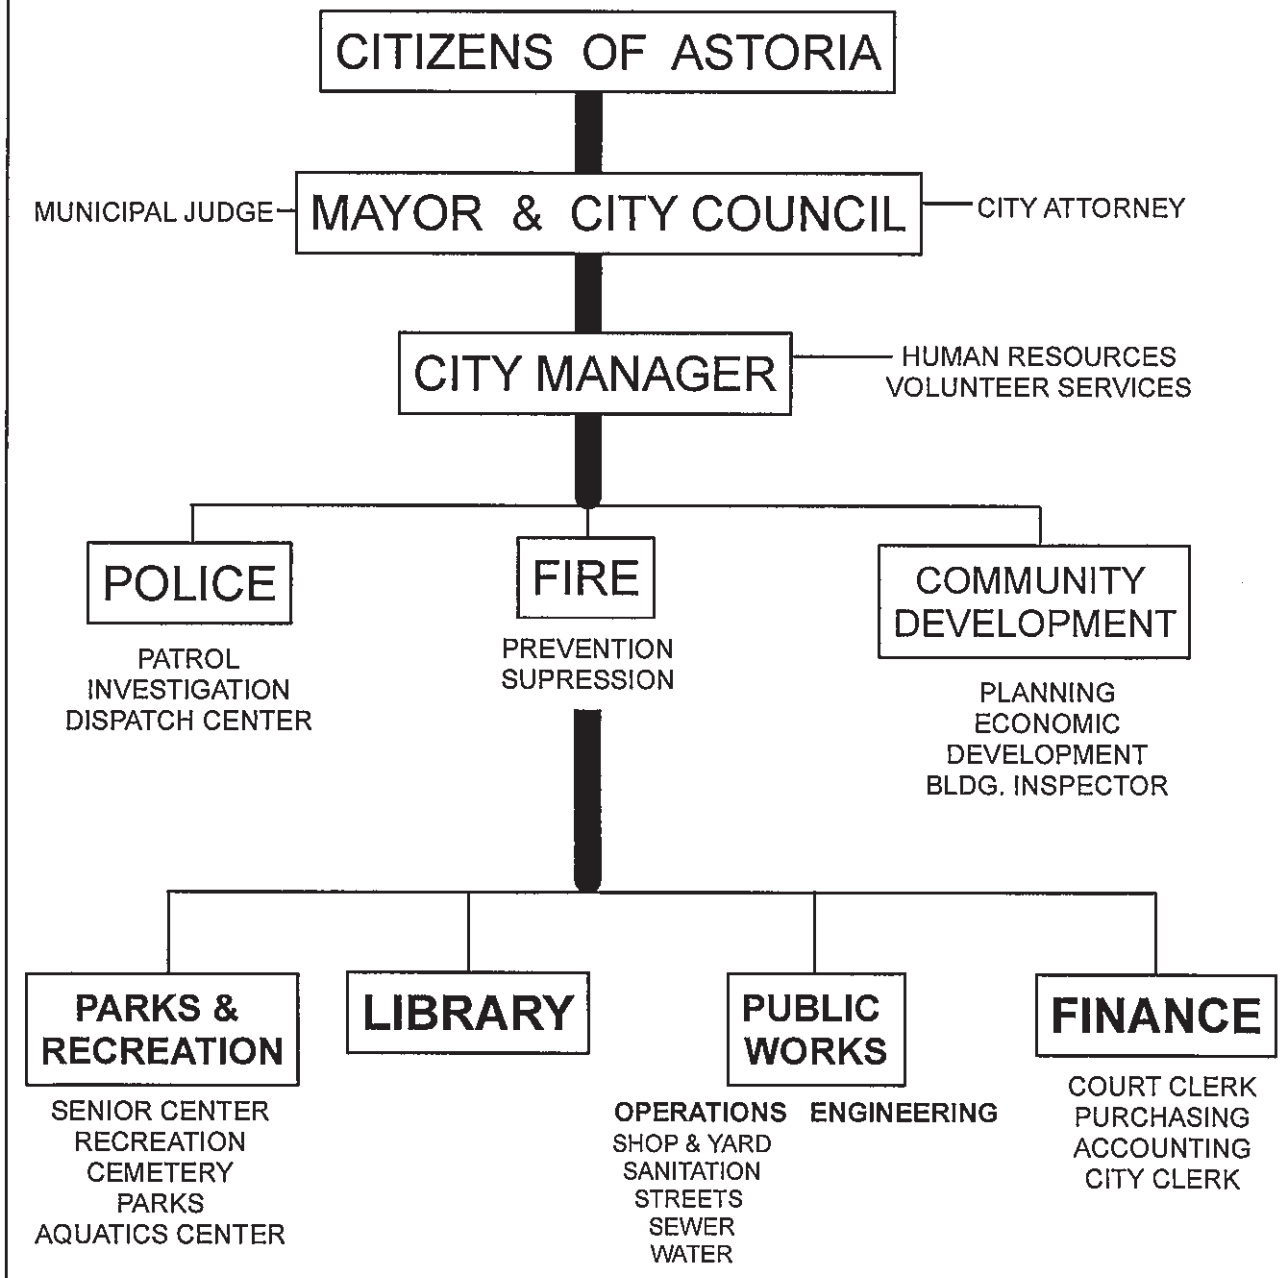 CITIZENS OF ASTORIA
MUNICIPAL JUDGE
MAYOR & CITY COUNCIL
CITY ATTORNEY
CITY MANAGER
HUMAN RESOURCES
VOLUNTEER SERVICES
POLICE
PATROL
INVESTIGATION
DISPATCH CENTER
FIRE
PREVENTION
SUPRESSION
COMMUNITY
DEVELOPMENT
PLANNING
ECONOMIC
DEVELOPMENT
BLDG. INSPECTOR
PARKS &
RECREATION
SENIOR CENTER
RECREATION
CEMETERY
PARKS
AQUATICS CENTER
LIBRARY
PUBLIC
WORKS
OPERATIONS ENGINEERING
SHOP & YARD
SANITATION
STREETS
SEWER
WATER
FINANCE
COURT CLERK
PURCHASING
ACCOUNTING
CITY CLERK